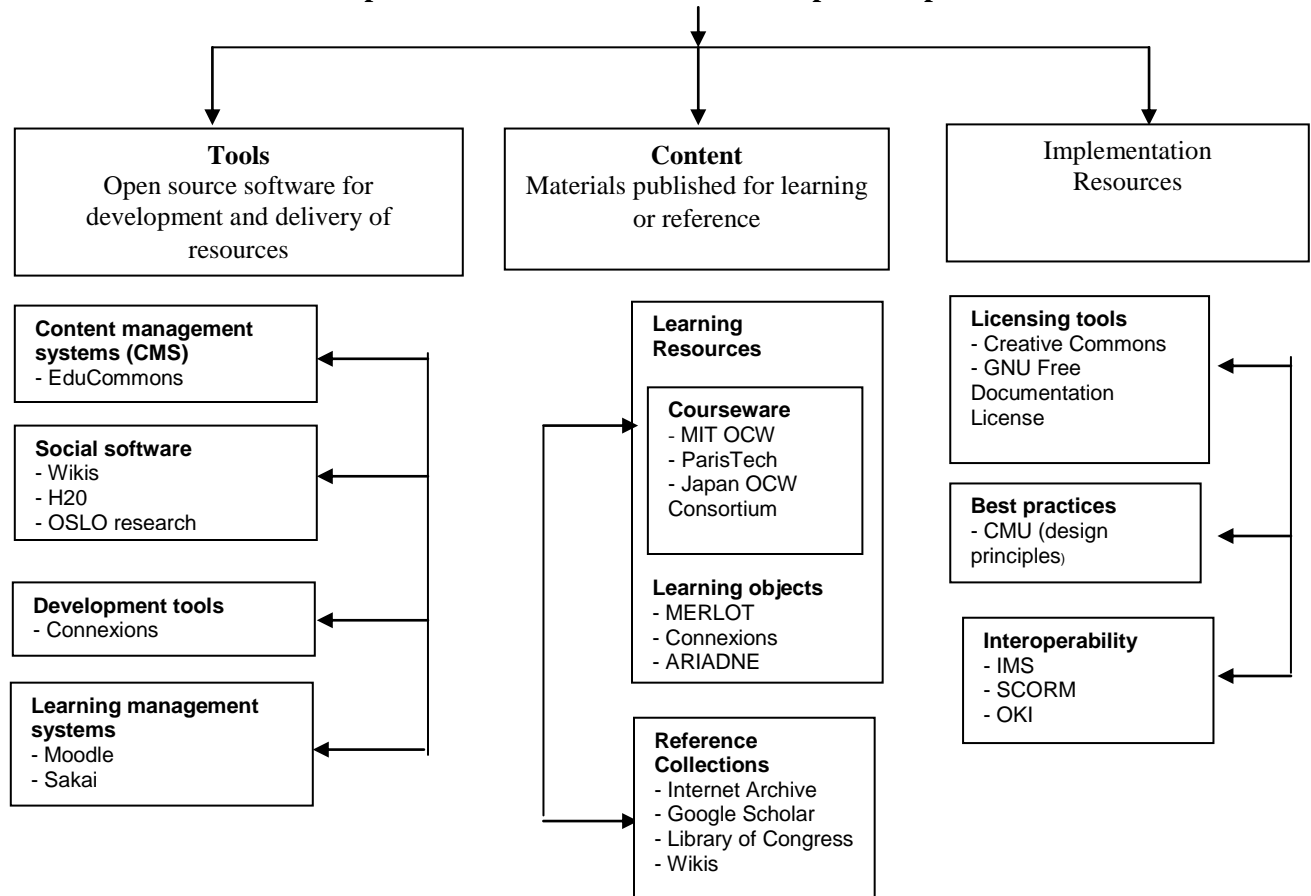 Tools
Open source software for
development and delivery of
resources
Content
Materials published for learning
or reference
Implementation
Resources
Content management
systems (CMS)
- EduCommons
Social software
- Wikis
- H20
- OSLO research
Development tools
- Connexions
Learning management
systems
- Moodle
- Sakai
Learning
Resources
Courseware
- MIT OCW
- ParisTech
- Japan OCW
Consortium
Learning objects
- MERLOT
- Connexions
- ARIADNE
Reference
Collections
- Internet Archive
- Google Scholar
- Library of Congress
- Wikis
Licensing tools
- Creative Commons
- GNU Free
Documentation
License
Best practices
- CMU (design
principles)
Interoperability
- IMS
- SCORM
- OKI